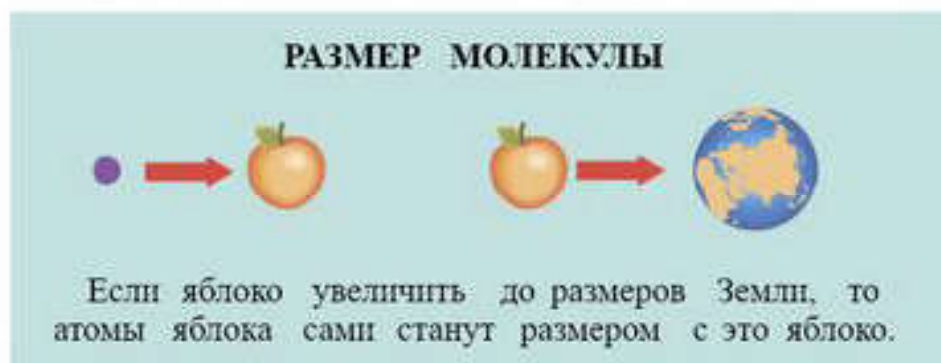 РАЗМЕР МОЛЕКУЛЫ
Если яблоко увеличить до размеров Земли, то
атомы яблока сами станут размером с это яблоко.